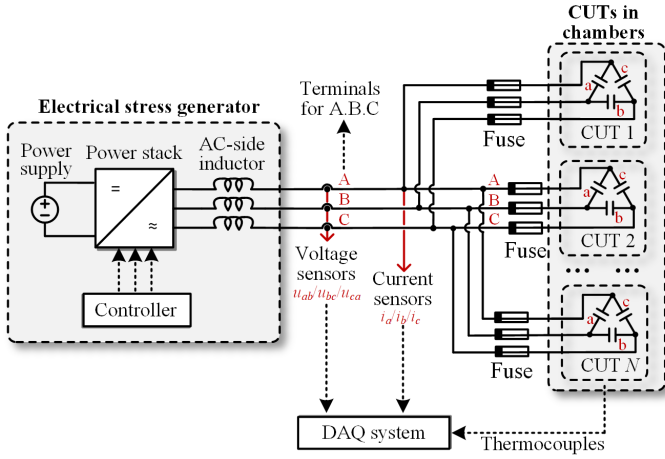 CUTs in
chambers
Electrical stress generator
Power
supply
Power stack
=
≈
AC-side
inductor
Controller
Terminals
for A.B.C
A
B
C
Voltage
sensors
u_ab/u_bc/u_ca
Current
sensors
i_a/i_b/i_c
Fuse
a
c
b
CUT 1
A
B
C
Fuse
a
c
b
CUT 2
... ...
Fuse
a
c
b
CUT N
DAQ system
Thermocouples